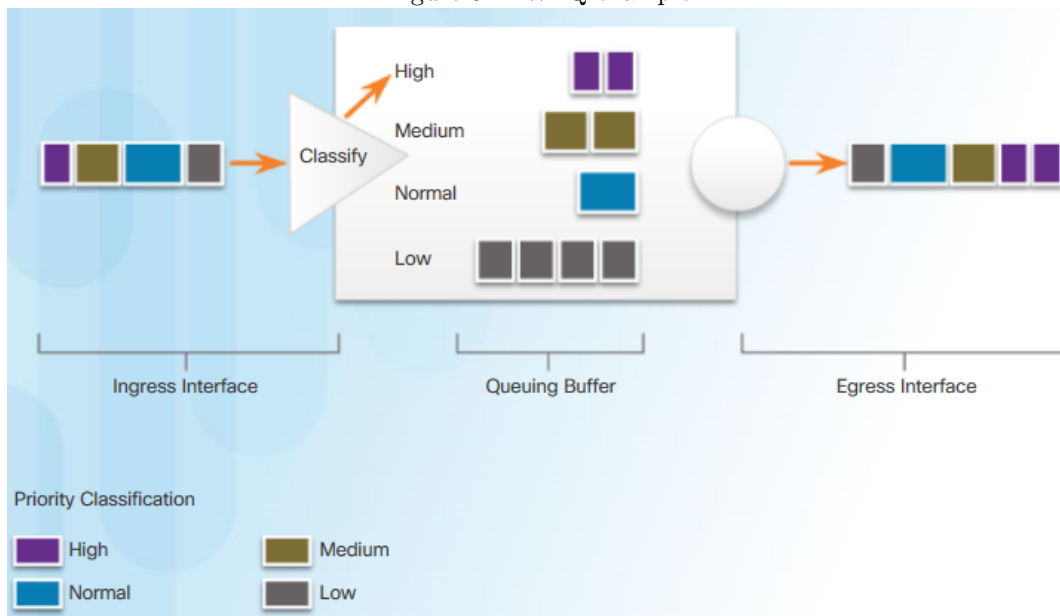 High
Medium
Classify
Normal
Low
Ingress Interface
Queuing Buffer
Egress Interface
Priority Classification
High
Medium
Normal
Low